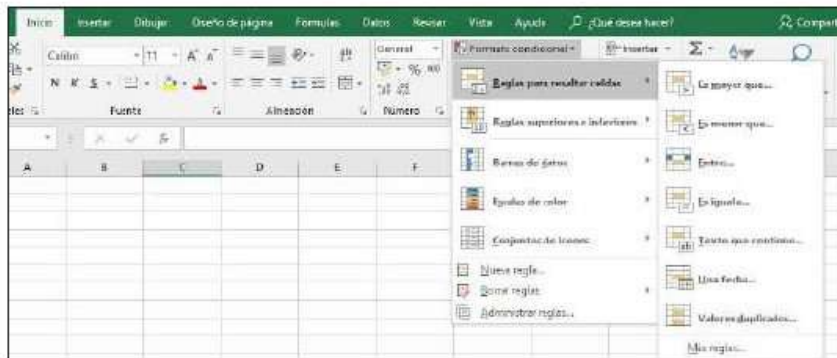 Inicio Insertar Dibujar Diseño de página Fórmulas Datos Revisar Vista Ayuda ¿Qué desea hacer? Compart
Calibri 11 A A General Formato condicional Insertar Σ
N K S % 000
Fuente Alineación Número
fx
A B C D E F
Reglas para resaltar celdas
Reglas superiores e inferiores
Barras de datos
Escalas de color
Conjuntos de iconos
Nueva regla...
Borrar reglas
Administrar reglas...
Es mayor que...
Es menor que...
Entre...
Es igual a...
Texto que contiene...
Una fecha...
Valores duplicados...
Más reglas...